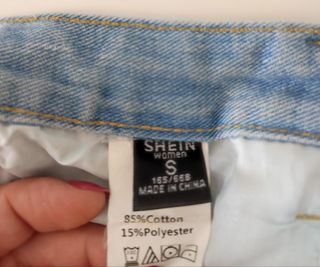 SHEIN
women
S
165/66B
MADE IN CHINA
85%Cotton
15%Polyester